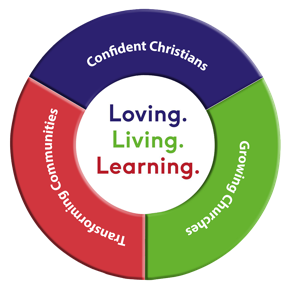 Confident Christians
Loving.
Living.
Learning.
Transforming Communities
Growing Churches